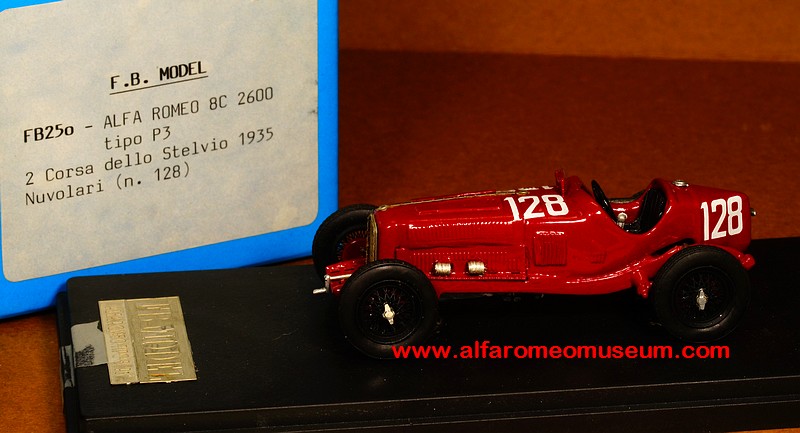 F.B. MODEL
FB25o - ALFA ROMEO 8C 2600
tipo P3
2 Corsa dello Stelvio 1935
Nuvolari (n. 128)
128
128
www.alfaromeomuseum.com